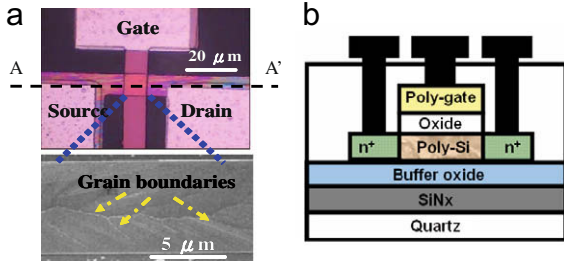 a
Gate
20 μm
A
A'
Source
Drain
Grain boundaries
5 μm
b
Poly-gate
Oxide
n+
Poly-Si
n+
Buffer oxide
SiNx
Quartz